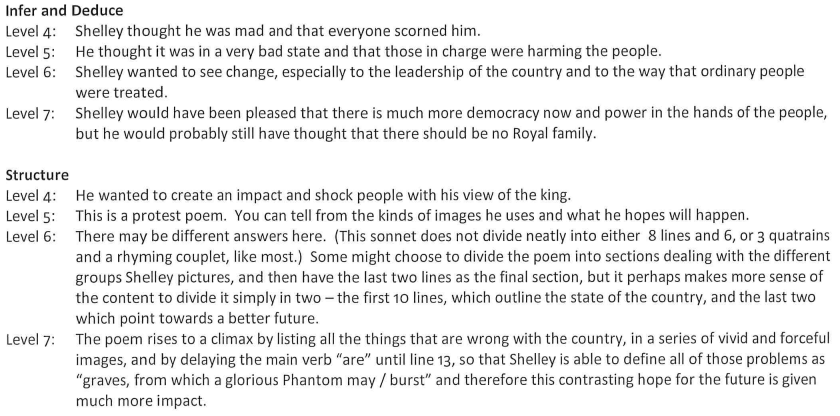 Infer and Deduce
Level 4: Shelley thought he was mad and that everyone scorned him.
Level 5: He thought it was in a very bad state and that those in charge were harming the people.
Level 6: Shelley wanted to see change, especially to the leadership of the country and to the way that ordinary people
were treated.
Level 7: Shelley would have been pleased that there is much more democracy now and power in the hands of the people,
but he would probably still have thought that there should be no Royal family.
Structure
Level 4: He wanted to create an impact and shock people with his view of the king.
Level 5: This is a protest poem. You can tell from the kinds of images he uses and what he hopes will happen.
Level 6: There may be different answers here. (This sonnet does not divide neatly into either 8 lines and 6, or 3 quatrains
and a rhyming couplet, like most.) Some might choose to divide the poem into sections dealing with the different
groups Shelley pictures, and then have the last two lines as the final section, but it perhaps makes more sense of
the content to divide it simply in two – the first 10 lines, which outline the state of the country, and the last two
which point towards a better future.
Level 7: The poem rises to a climax by listing all the things that are wrong with the country, in a series of vivid and forceful
images, and by delaying the main verb "are" until line 13, so that Shelley is able to define all of those problems as
"graves, from which a glorious Phantom may / burst" and therefore this contrasting hope for the future is given
much more impact.